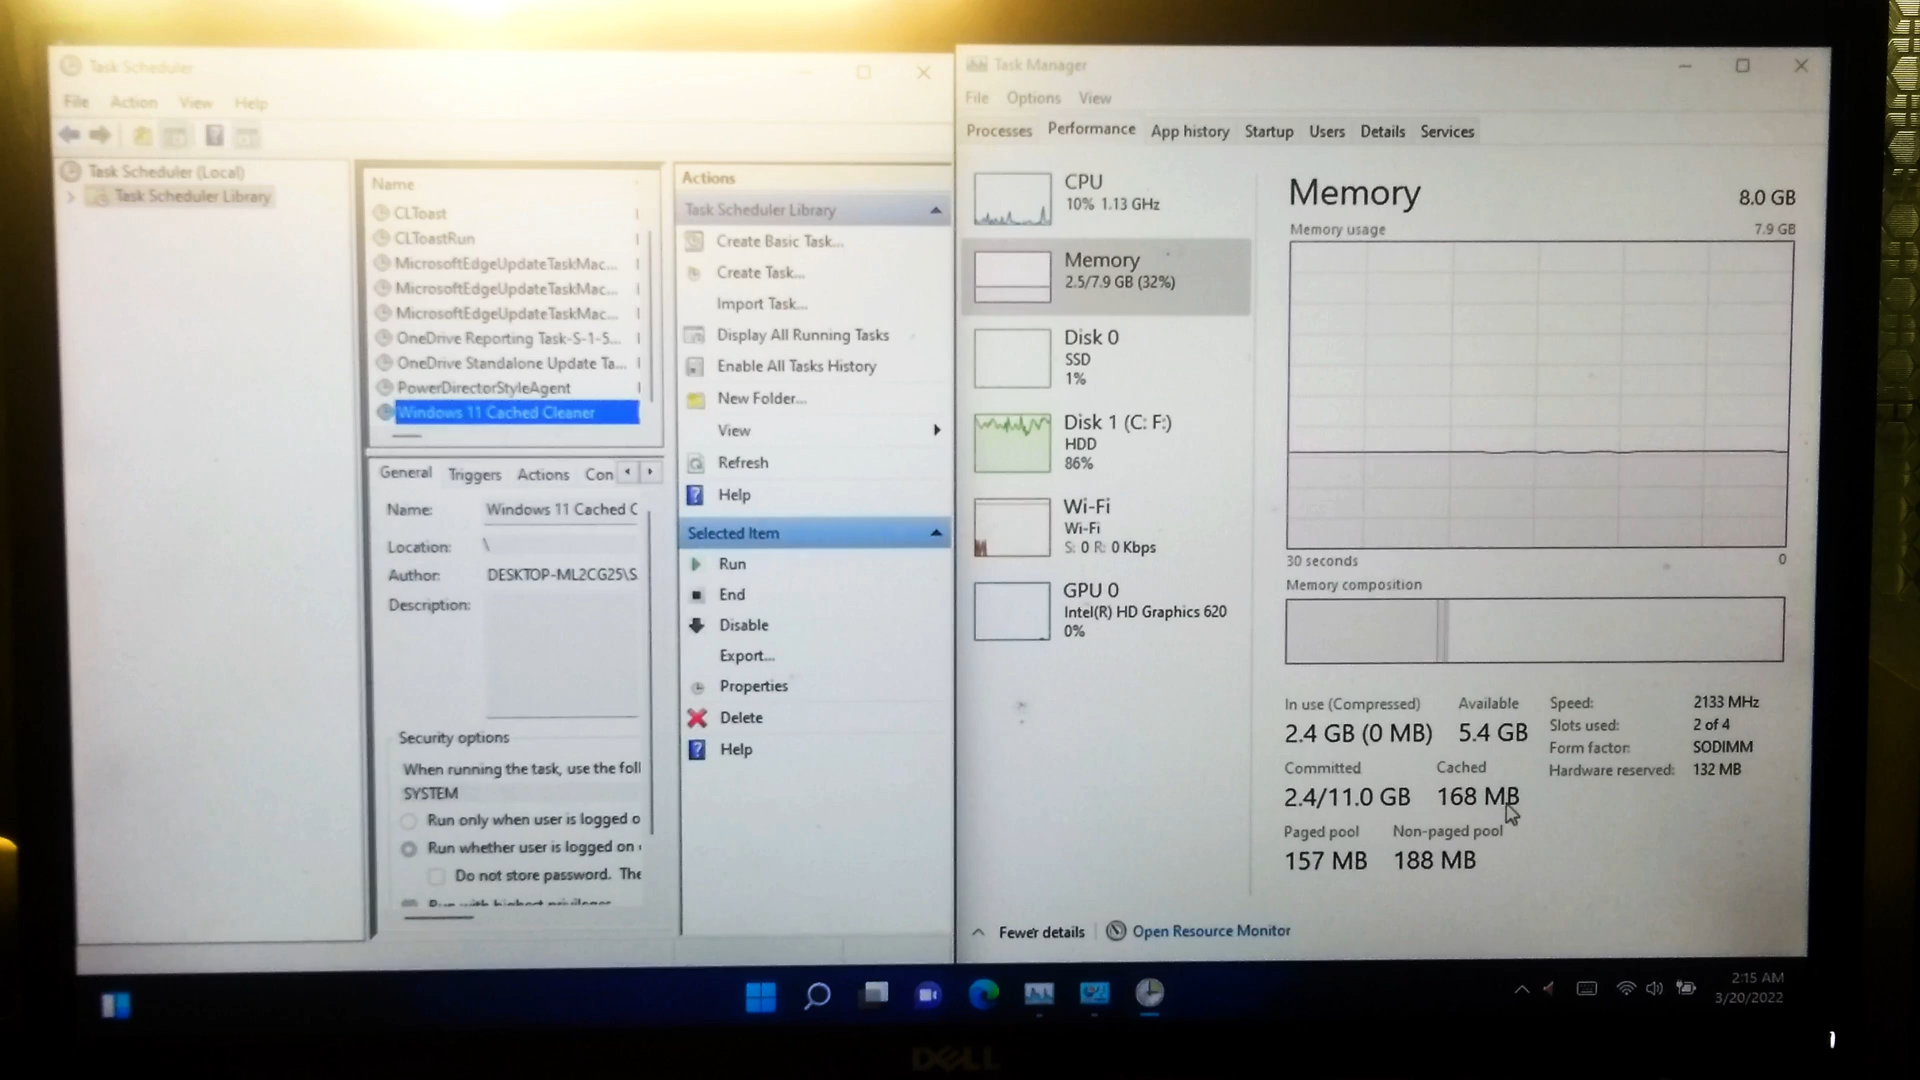 Task Scheduler
File Action View Help
Task Scheduler (Local)
Task Scheduler Library
Name
CLToast
CLToastRun
MicrosoftEdgeUpdateTaskMac...
MicrosoftEdgeUpdateTaskMac...
MicrosoftEdgeUpdateTaskMac...
OneDrive Reporting Task-S-1-5...
OneDrive Standalone Update Ta...
PowerDirectorStyleAgent
Windows 11 Cached Cleaner
General Triggers Actions Con
Name: Windows 11 Cached C
Location: \
Author: DESKTOP-ML2CG25\S
Description:
Security options
When running the task, use the foll
SYSTEM
Run only when user is logged o
Run whether user is logged on
Do not store password. The
Run with highest privileges
Actions
Task Scheduler Library
Create Basic Task...
Create Task...
Import Task...
Display All Running Tasks
Enable All Tasks History
New Folder...
View
Refresh
Help
Selected Item
Run
End
Disable
Export...
Properties
Delete
Help
Task Manager
File Options View
Processes Performance App history Startup Users Details Services
CPU
10% 1.13 GHz
Memory
2.5/7.9 GB (32%)
Disk 0
SSD
1%
Disk 1 (C: F:)
HDD
86%
Wi-Fi
Wi-Fi
S: 0 R: 0 Kbps
GPU 0
Intel(R) HD Graphics 620
0%
Memory 8.0 GB
Memory usage 7.9 GB
30 seconds 0
Memory composition
In use (Compressed) Available
2.4 GB (0 MB) 5.4 GB
Committed Cached
2.4/11.0 GB 168 MB
Paged pool Non-paged pool
157 MB 188 MB
Speed: 2133 MHz
Slots used: 2 of 4
Form factor: SODIMM
Hardware reserved: 132 MB
Fewer details Open Resource Monitor
2:15 AM
3/20/2022
DELL